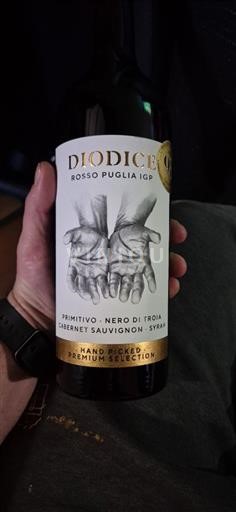 DIODICE
ROSSO PUGLIA IGP
PRIMITIVO · NERO DI TROIA
CABERNET SAUVIGNON · SYRAH
HAND PICKED
PREMIUM SELECTION